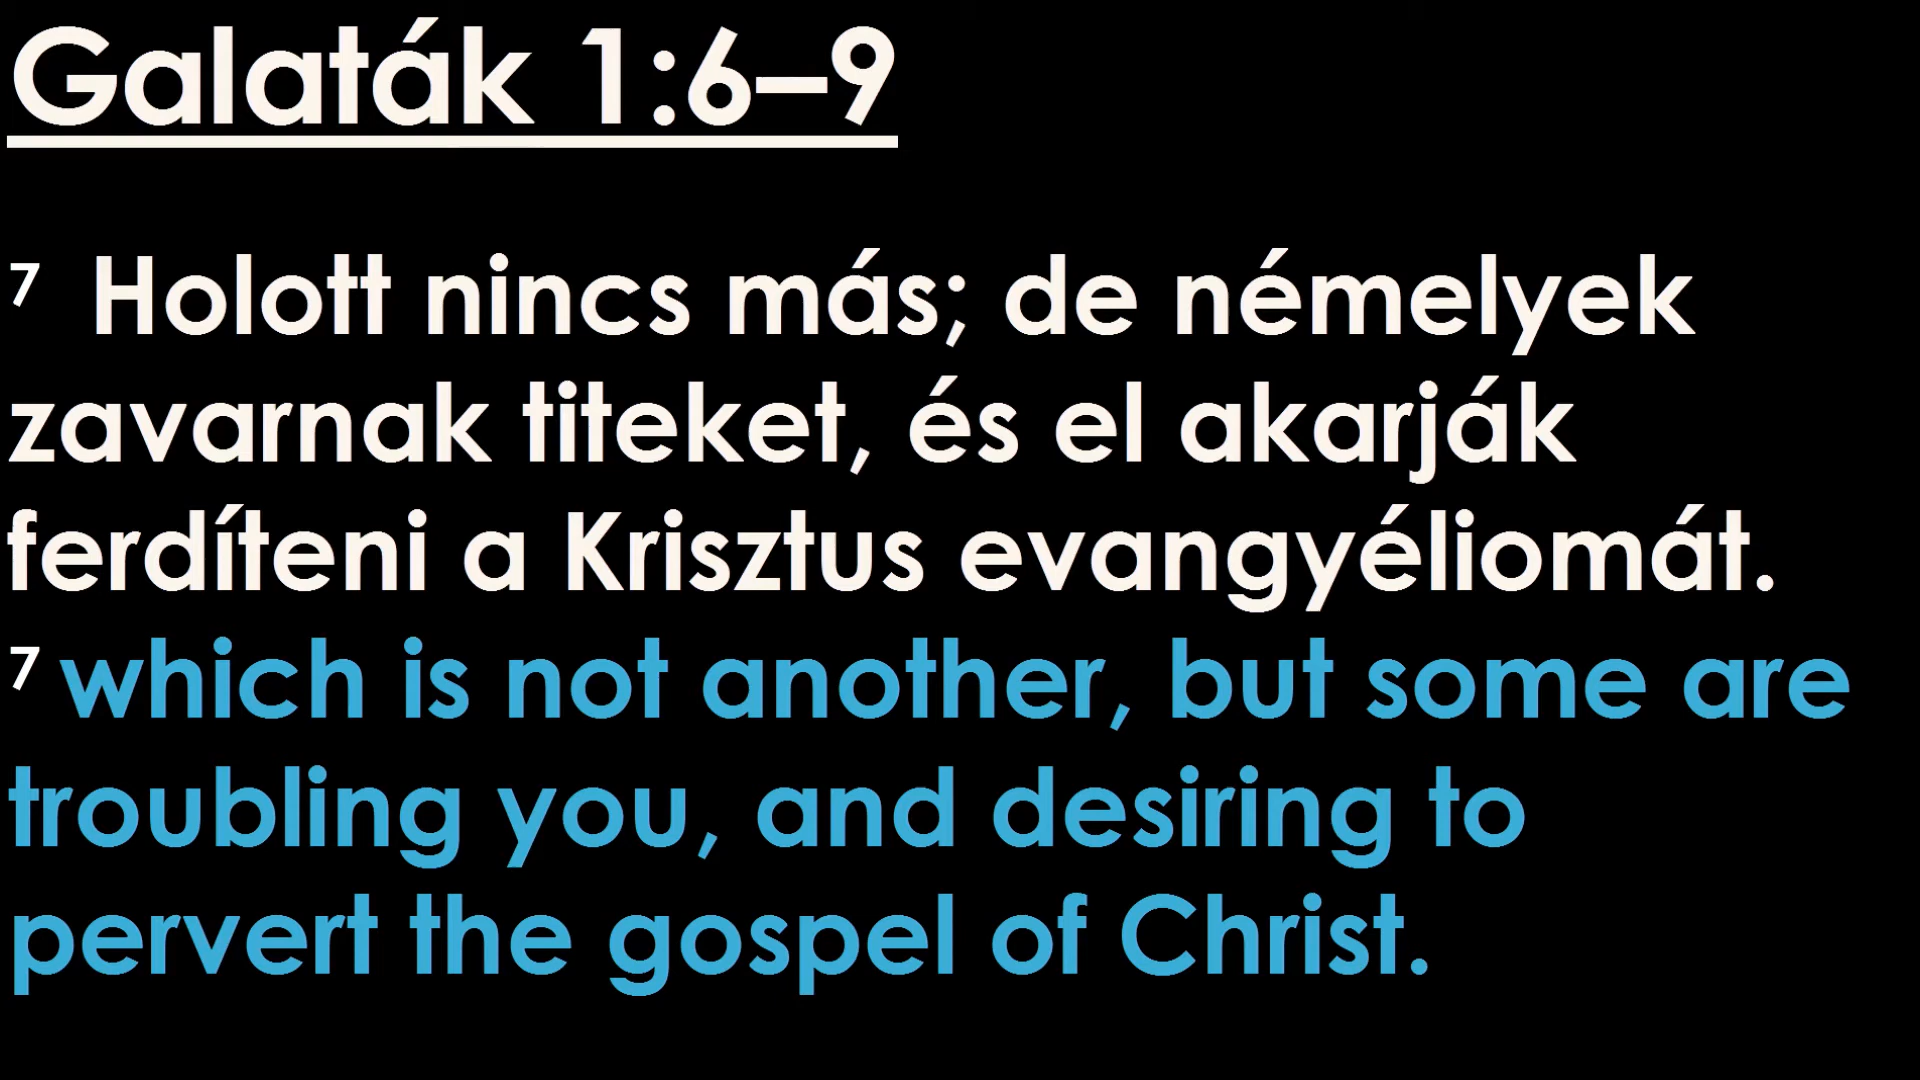 Galaták 1:6–9
7 Holott nincs más; de némelyek
zavarnak titeket, és el akarják
ferdíteni a Krisztus evangyéliomát.
7 which is not another, but some are
troubling you, and desiring to
pervert the gospel of Christ.